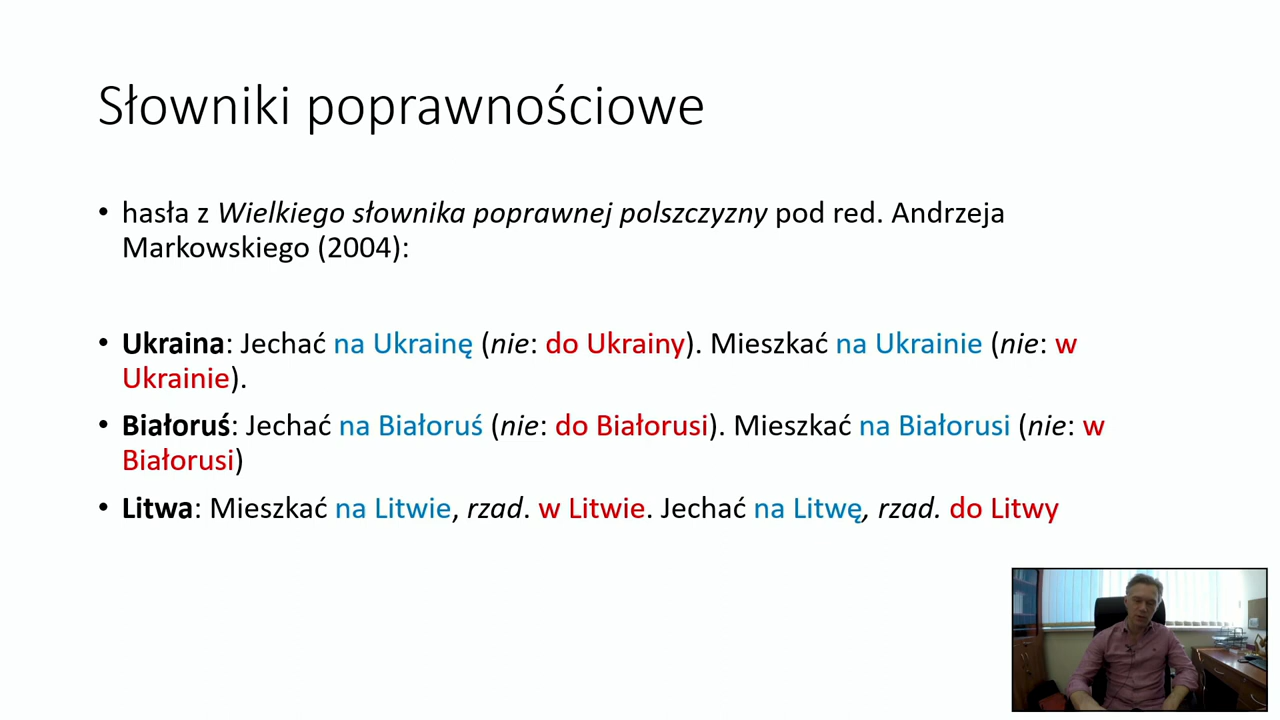 Słowniki poprawnościowe
• hasła z Wielkiego słownika poprawnej polszczyzny pod red. Andrzeja
Markowskiego (2004):
• Ukraina: Jechać na Ukrainę (nie: do Ukrainy). Mieszkać na Ukrainie (nie: w
Ukrainie).
• Białoruś: Jechać na Białoruś (nie: do Białorusi). Mieszkać na Białorusi (nie: w
Białorusi)
• Litwa: Mieszkać na Litwie, rzad. w Litwie. Jechać na Litwę, rzad. do Litwy